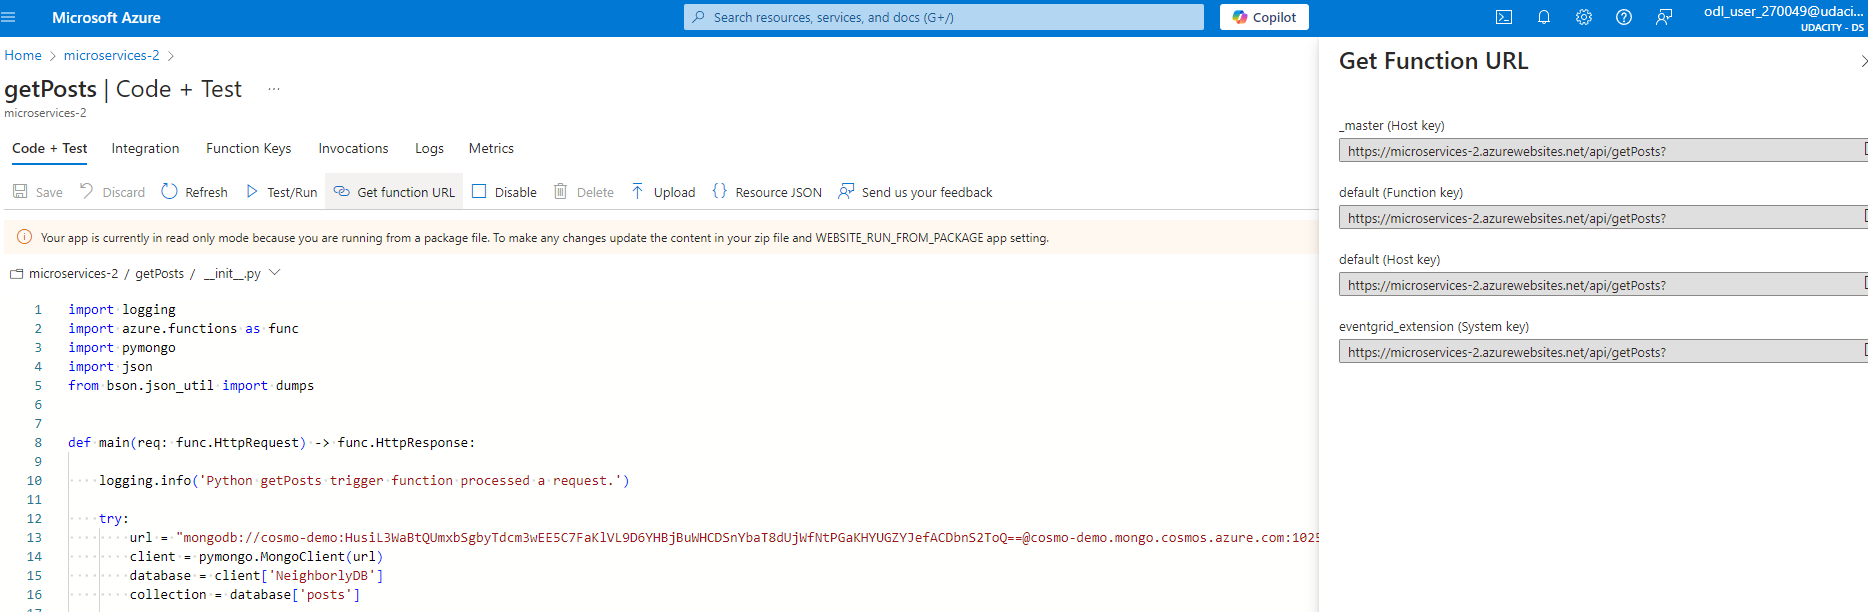 Microsoft Azure
Search resources, services, and docs (G+/)
Copilot
odl_user_270049@udaci...
UDACITY - DS
Home > microservices-2 >
getPosts | Code + Test ...
microservices-2
Code + Test Integration Function Keys Invocations Logs Metrics
Save Discard Refresh Test/Run Get function URL Disable Delete Upload {} Resource JSON Send us your feedback
Your app is currently in read only mode because you are running from a package file. To make any changes update the content in your zip file and WEBSITE_RUN_FROM_PACKAGE app setting.
microservices-2 / getPosts / __init__.py
1 import logging
2 import azure.functions as func
3 import pymongo
4 import json
5 from bson.json_util import dumps
6
7
8 def main(req: func.HttpRequest) -> func.HttpResponse:
9
10 logging.info('Python getPosts trigger function processed a request.')
11
12 try:
13 url = "mongodb://cosmo-demo:HusiL3WaBtQUmxbSgbyTdcm3wEE5C7FaKlVL9D6YHBjBuWHCDSnYbaT8dUjWfNtPGaKHYUGZYJefACDbnS2ToQ==@cosmo-demo.mongo.cosmos.azure.com:1025
14 client = pymongo.MongoClient(url)
15 database = client['NeighborlyDB']
16 collection = database['posts']
17
Get Function URL
_master (Host key)
https://microservices-2.azurewebsites.net/api/getPosts?
default (Function key)
https://microservices-2.azurewebsites.net/api/getPosts?
default (Host key)
https://microservices-2.azurewebsites.net/api/getPosts?
eventgrid_extension (System key)
https://microservices-2.azurewebsites.net/api/getPosts?